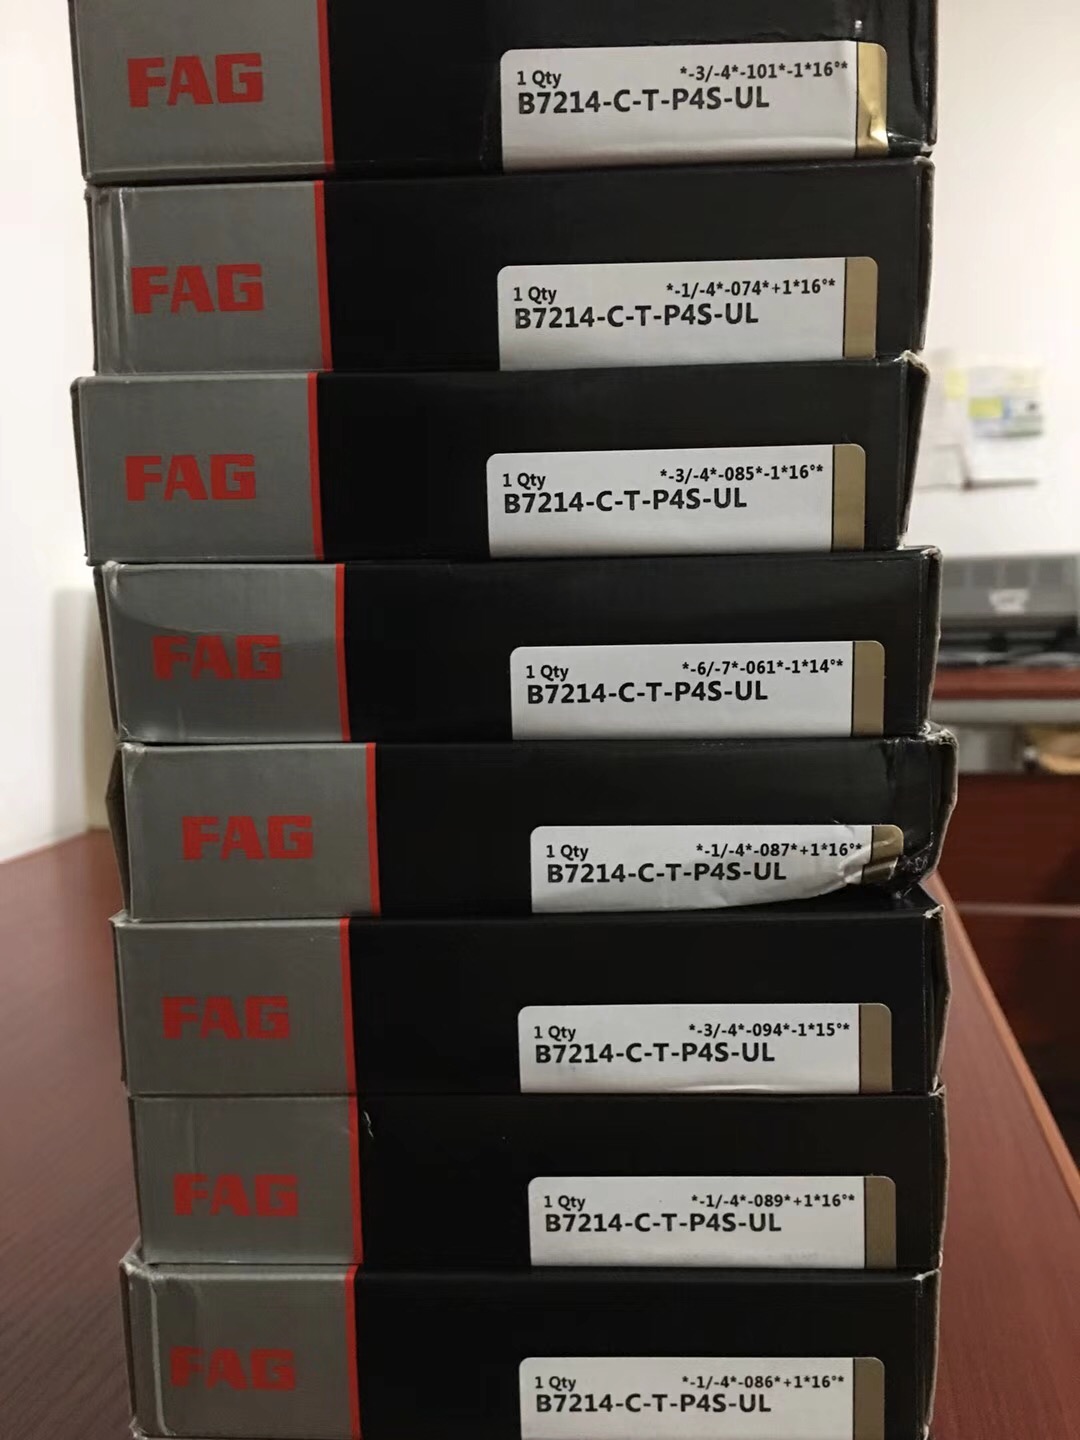 FAG
1 Qty *-3/-4*-101*-1*16°*
B7214-C-T-P4S-UL
FAG
1 Qty *-1/-4*-074*+1*16°*
B7214-C-T-P4S-UL
FAG
1 Qty *-3/-4*-085*-1*16°*
B7214-C-T-P4S-UL
FAG
1 Qty *-6/-7*-061*-1*14°*
B7214-C-T-P4S-UL
FAG
1 Qty *-1/-4*-087*+1*16°*
B7214-C-T-P4S-UL
FAG
1 Qty *-3/-4*-094*-1*15°*
B7214-C-T-P4S-UL
FAG
1 Qty *-1/-4*-089*+1*16°*
B7214-C-T-P4S-UL
FAG
1 Qty *-1/-4*-086*+1*16°*
B7214-C-T-P4S-UL